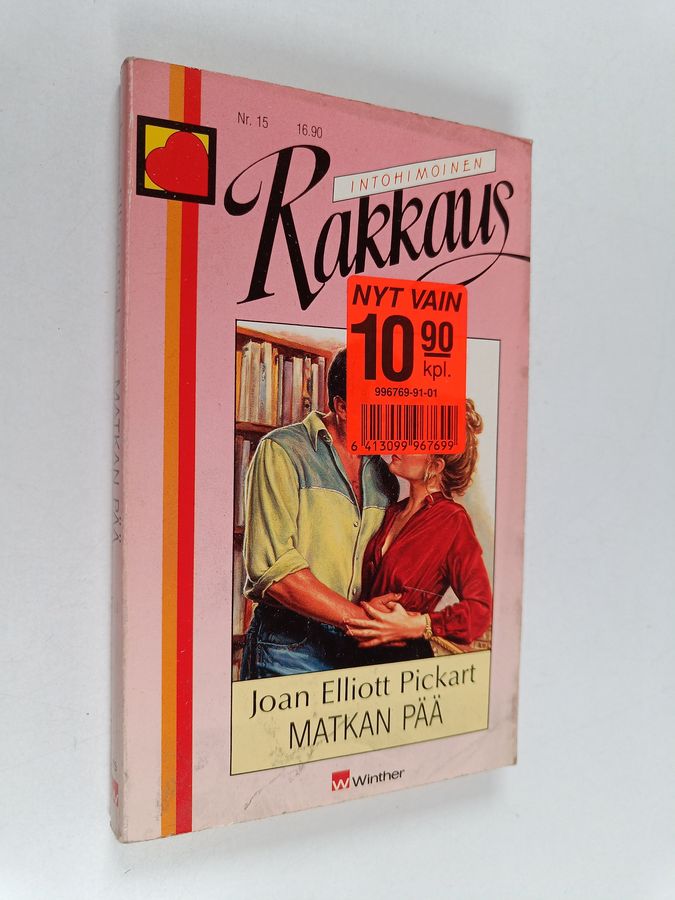 Nr. 15 16.90
INTOHIMOINEN
Rakkaus
NYT VAIN
10 90
kpl.
996769-91-01
6 413099 967699
Joan Elliott Pickart
MATKAN PÄÄ
W Winther
MATKAN PÄÄ